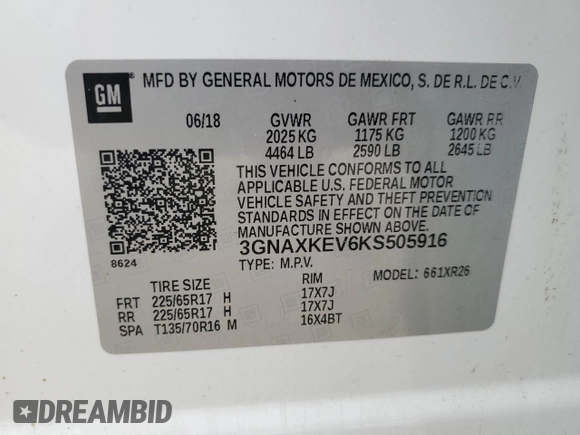 GM
MFD BY GENERAL MOTORS DE MEXICO, S. DE R.L. DE C.V.
06/18 GVWR GAWR FRT GAWR RR
2025 KG 1175 KG 1200 KG
4464 LB 2590 LB 2645 LB
THIS VEHICLE CONFORMS TO ALL
APPLICABLE U.S. FEDERAL MOTOR
VEHICLE SAFETY AND THEFT PREVENTION
STANDARDS IN EFFECT ON THE DATE OF
MANUFACTURE SHOWN ABOVE.
3GNAXKEV6KS505916
8624
TYPE: M.P.V. MODEL: 661XR26
TIRE SIZE RIM
FRT 225/65R17 H 17X7J
RR 225/65R17 H 17X7J
SPA T135/70R16 M 16X4BT
DREAMBID